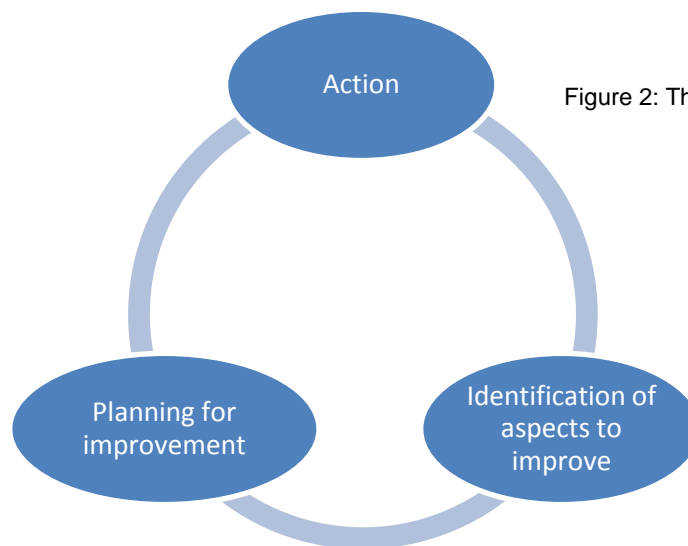 Action
Figure 2: Th
Planning for
improvement
Identification of
aspects to
improve